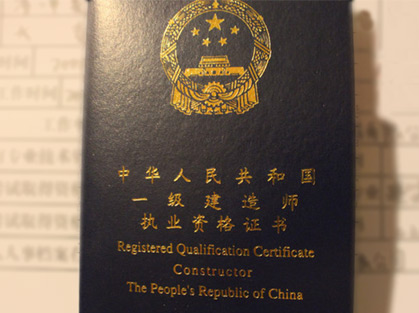 中华人民共和国
一级建造师
执业资格证书
Registered Qualification Certificate
Constructor
The People's Republic of China